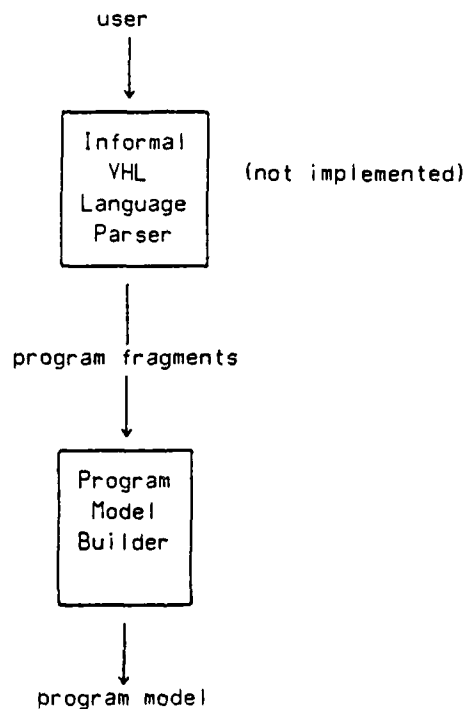 user
Informal
VHL
Language
Parser
(not implemented)
program fragments
Program
Model
Builder
program model